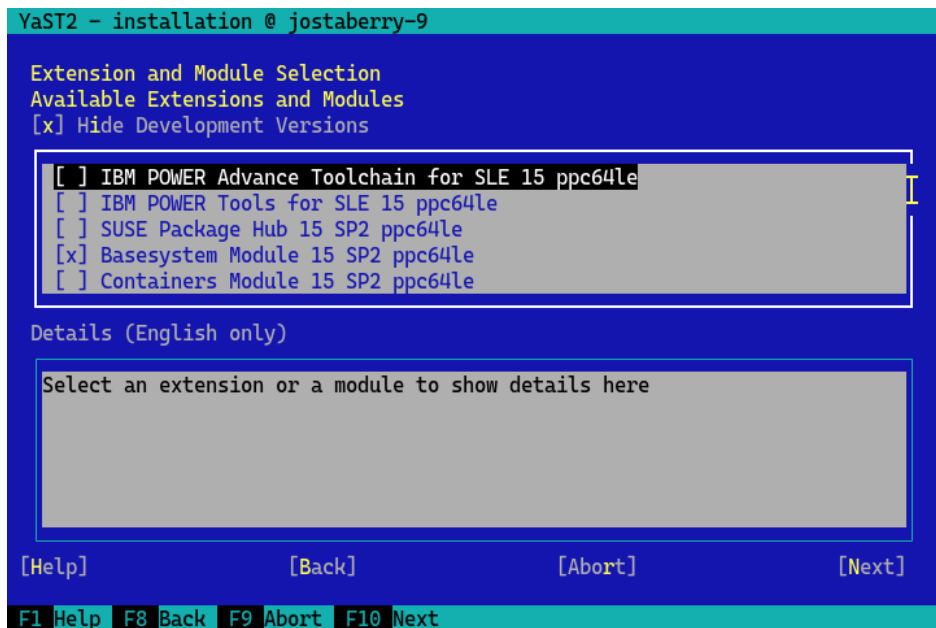 YaST2 - installation @ jostaberry-9
Extension and Module Selection
Available Extensions and Modules
[x] Hide Development Versions
[ ] IBM POWER Advance Toolchain for SLE 15 ppc64le
[ ] IBM POWER Tools for SLE 15 ppc64le
[ ] SUSE Package Hub 15 SP2 ppc64le
[x] Basesystem Module 15 SP2 ppc64le
[ ] Containers Module 15 SP2 ppc64le
Details (English only)
Select an extension or a module to show details here
[Help] [Back] [Abort] [Next]
F1 Help F8 Back F9 Abort F10 Next